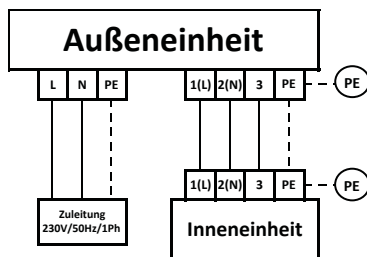 Außeneinheit
L N PE 1(L) 2(N) 3 PE PE
1(L) 2(N) 3 PE PE
Zuleitung
230V/50Hz/1Ph
Inneneinheit